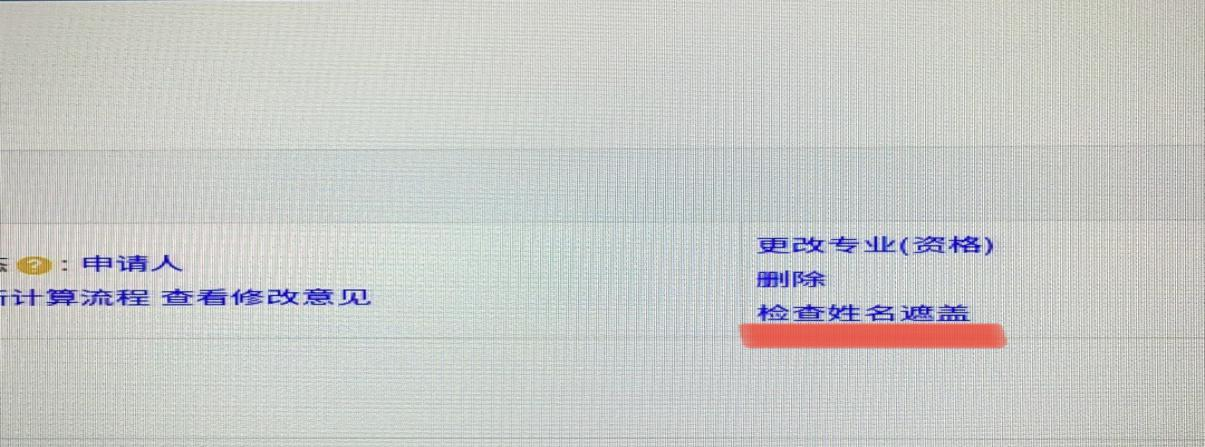 更改专业(资格)
?:申请人
删除
计算流程 查看修改意见
检查姓名遮盖